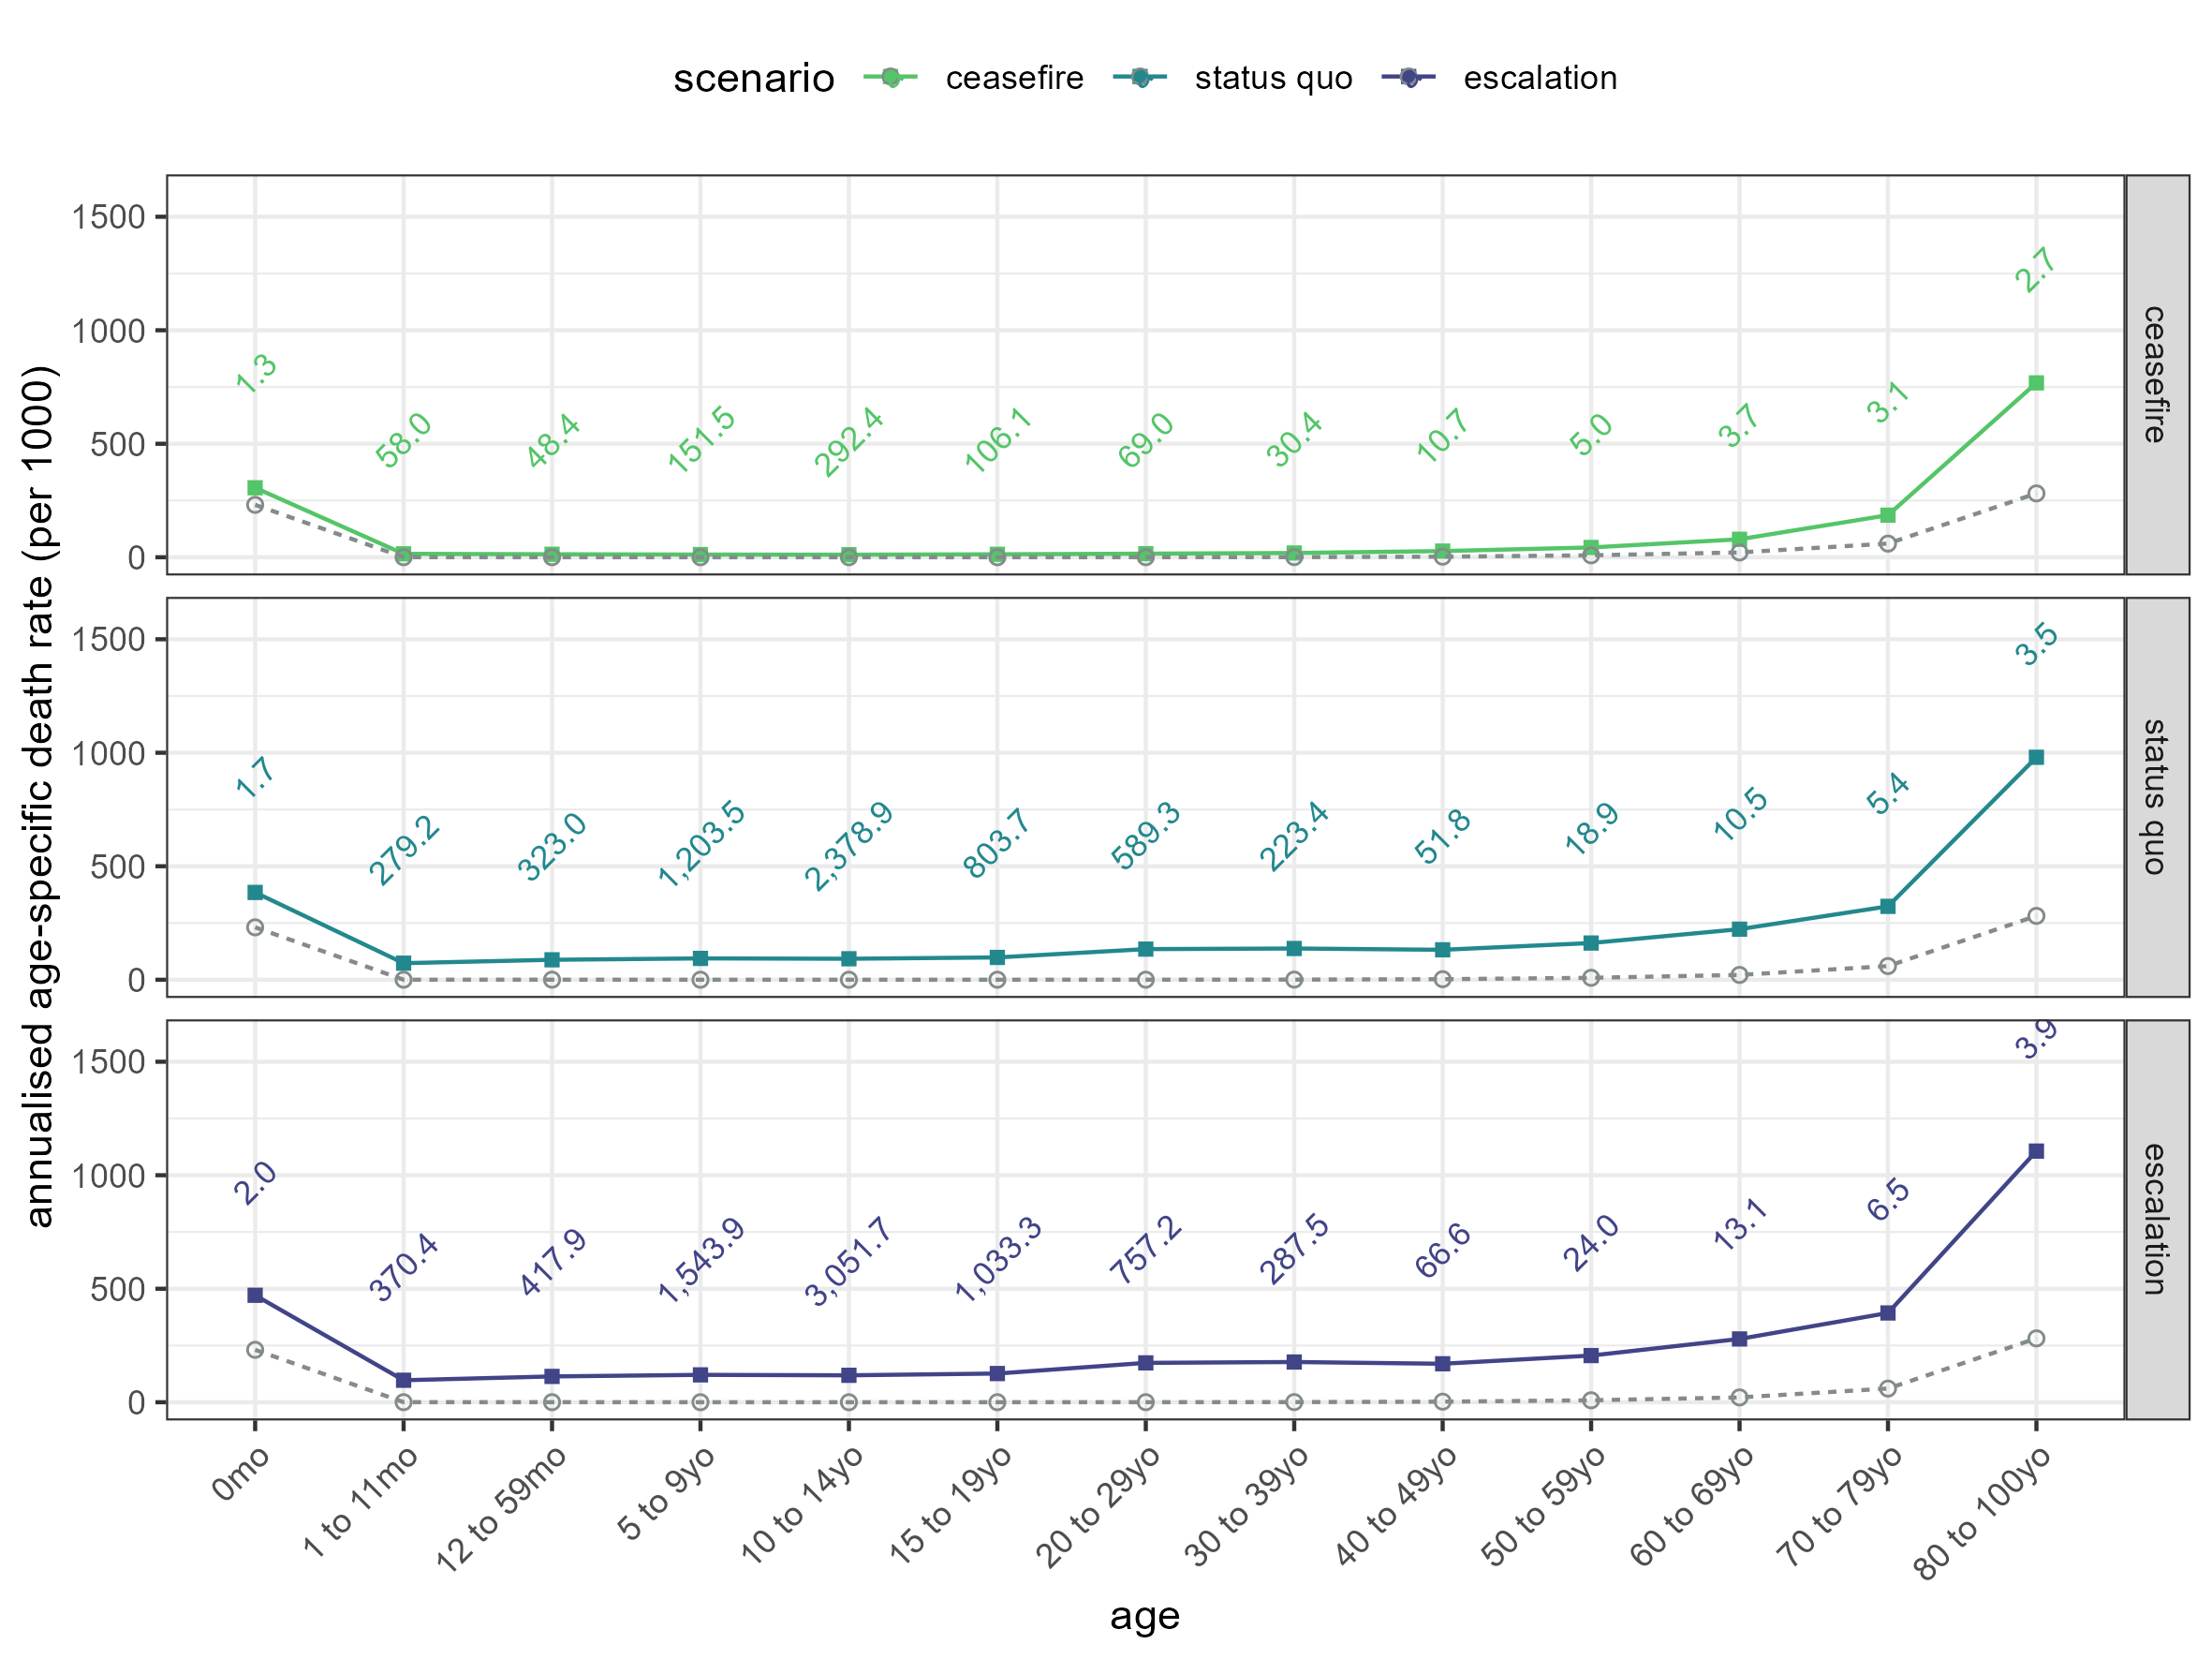 scenario ceasefire status quo escalation
annualised age-specific death rate (per 1000)
1500
1000
500
0
1.3 58.0 48.4 151.5 292.4 106.1 69.0 30.4 10.7 5.0 3.7 3.1 2.7
ceasefire
1500
1000
500
0
1.7 279.2 323.0 1,203.5 2,378.9 803.7 589.3 223.4 51.8 18.9 10.5 5.4 3.5
status quo
1500
1000
500
0
2.0 370.4 417.9 1,543.9 3,051.7 1,033.3 757.2 287.5 66.6 24.0 13.1 6.5 3.9
escalation
0mo 1 to 11mo 12 to 59mo 5 to 9yo 10 to 14yo 15 to 19yo 20 to 29yo 30 to 39yo 40 to 49yo 50 to 59yo 60 to 69yo 70 to 79yo 80 to 100yo
age